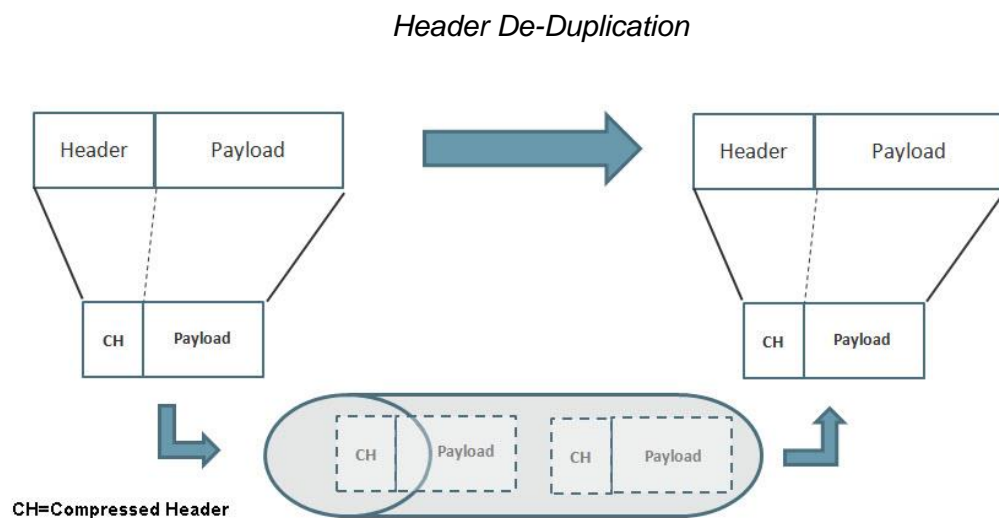 Header De-Duplication
Header Payload Header Payload
CH Payload CH Payload
CH Payload CH Payload
CH=Compressed Header